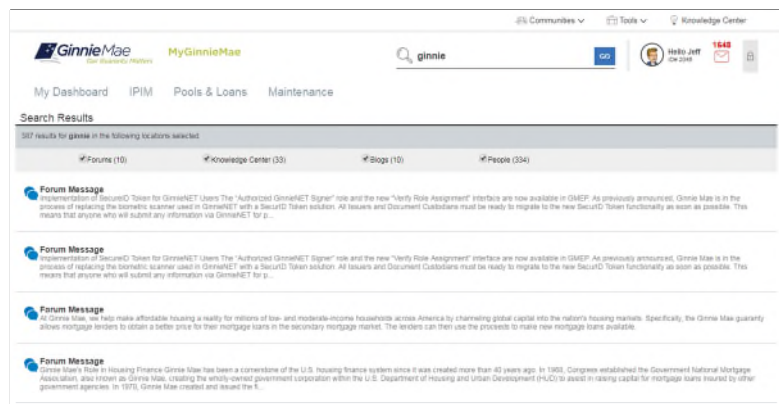 Communities
Tools
Knowledge Center
GinnieMae
Our Guaranty Matters
MyGinnieMae
ginnie
GO
Hello Jeff
1648
My Dashboard
IPIM
Pools & Loans
Maintenance
Search Results
387 results for ginnie in the following locations selected.
Forums (10)
Knowledge Center (33)
Blogs (10)
People (334)
Forum Message
Implementation of SecureID Token for GinnieNET Users The "Authorized GinnieNET Signer" role and the new "Verify Role Assignment" interface are now available in GMEP. As previously announced, Ginnie Mae is in the
process of replacing the biometric scanner used in GinnieNET with a SecurID Token solution. All Issuers and Document Custodians must be ready to migrate to the new SecurID Token functionality as soon as possible. This
means that anyone who will submit any information via GinnieNET for p...
Forum Message
Implementation of SecureID Token for GinnieNET Users The "Authorized GinnieNET Signer" role and the new "Verify Role Assignment" interface are now available in GMEP. As previously announced, Ginnie Mae is in the
process of replacing the biometric scanner used in GinnieNET with a SecurID Token solution. All Issuers and Document Custodians must be ready to migrate to the new SecurID Token functionality as soon as possible. This
means that anyone who will submit any information via GinnieNET for p...
Forum Message
At Ginnie Mae, we help make affordable housing a reality for millions of low- and moderate-income households across America by channeling global capital into the nation's housing markets. Specifically, the Ginnie Mae guaranty
allows mortgage lenders to obtain a better price for their mortgage loans in the secondary mortgage market. The lenders can then use the proceeds to make new mortgage loans available.
Forum Message
Ginnie Mae's Role in Housing Finance Ginnie Mae has been a cornerstone of the U.S. housing finance system since it was created more than 40 years ago. In 1968, Congress established the Government National Mortgage
Association, also known as Ginnie Mae, creating the wholly-owned government corporation within the U.S. Department of Housing and Urban Development (HUD) to assist in raising capital for mortgage loans insured by other
government agencies. In 1970, Ginnie Mae created and issued the fi...